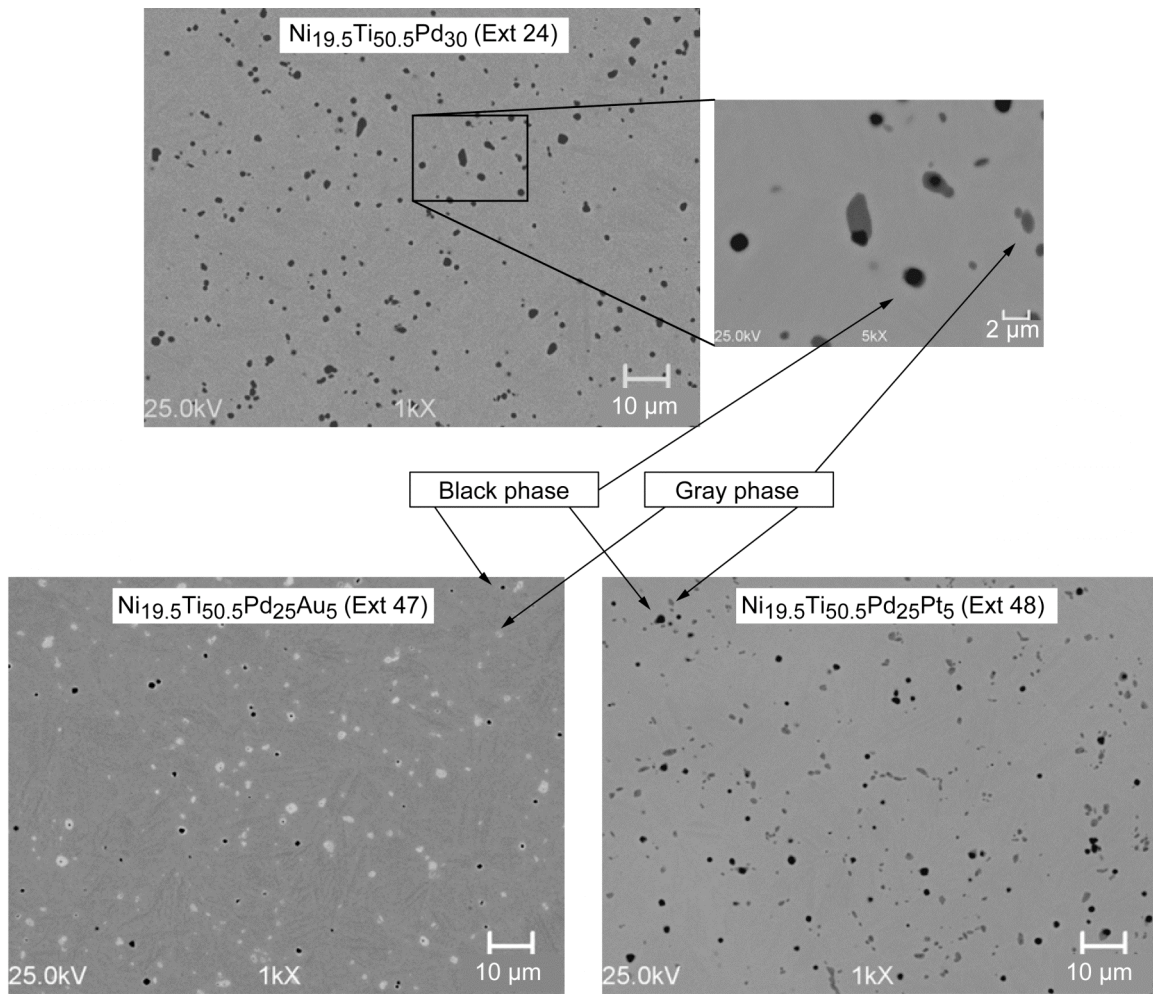 Ni19.5Ti50.5Pd30 (Ext 24)
25.0kV 1kX 10 µm
25.0kV 5kX 2 µm
Black phase
Gray phase
Ni19.5Ti50.5Pd25Au5 (Ext 47)
25.0kV 1kX 10 µm
Ni19.5Ti50.5Pd25Pt5 (Ext 48)
25.0kV 1kX 10 µm